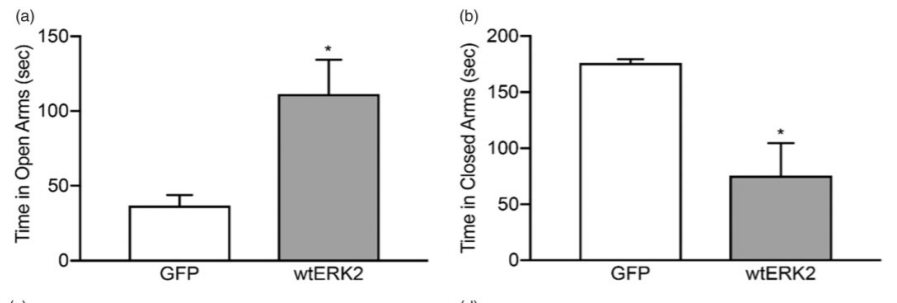 (a)
Time in Open Arms (sec)
150
100
50
0
*
GFP
wtERK2
(b)
Time in Closed Arms (sec)
200
150
100
50
0
*
GFP
wtERK2